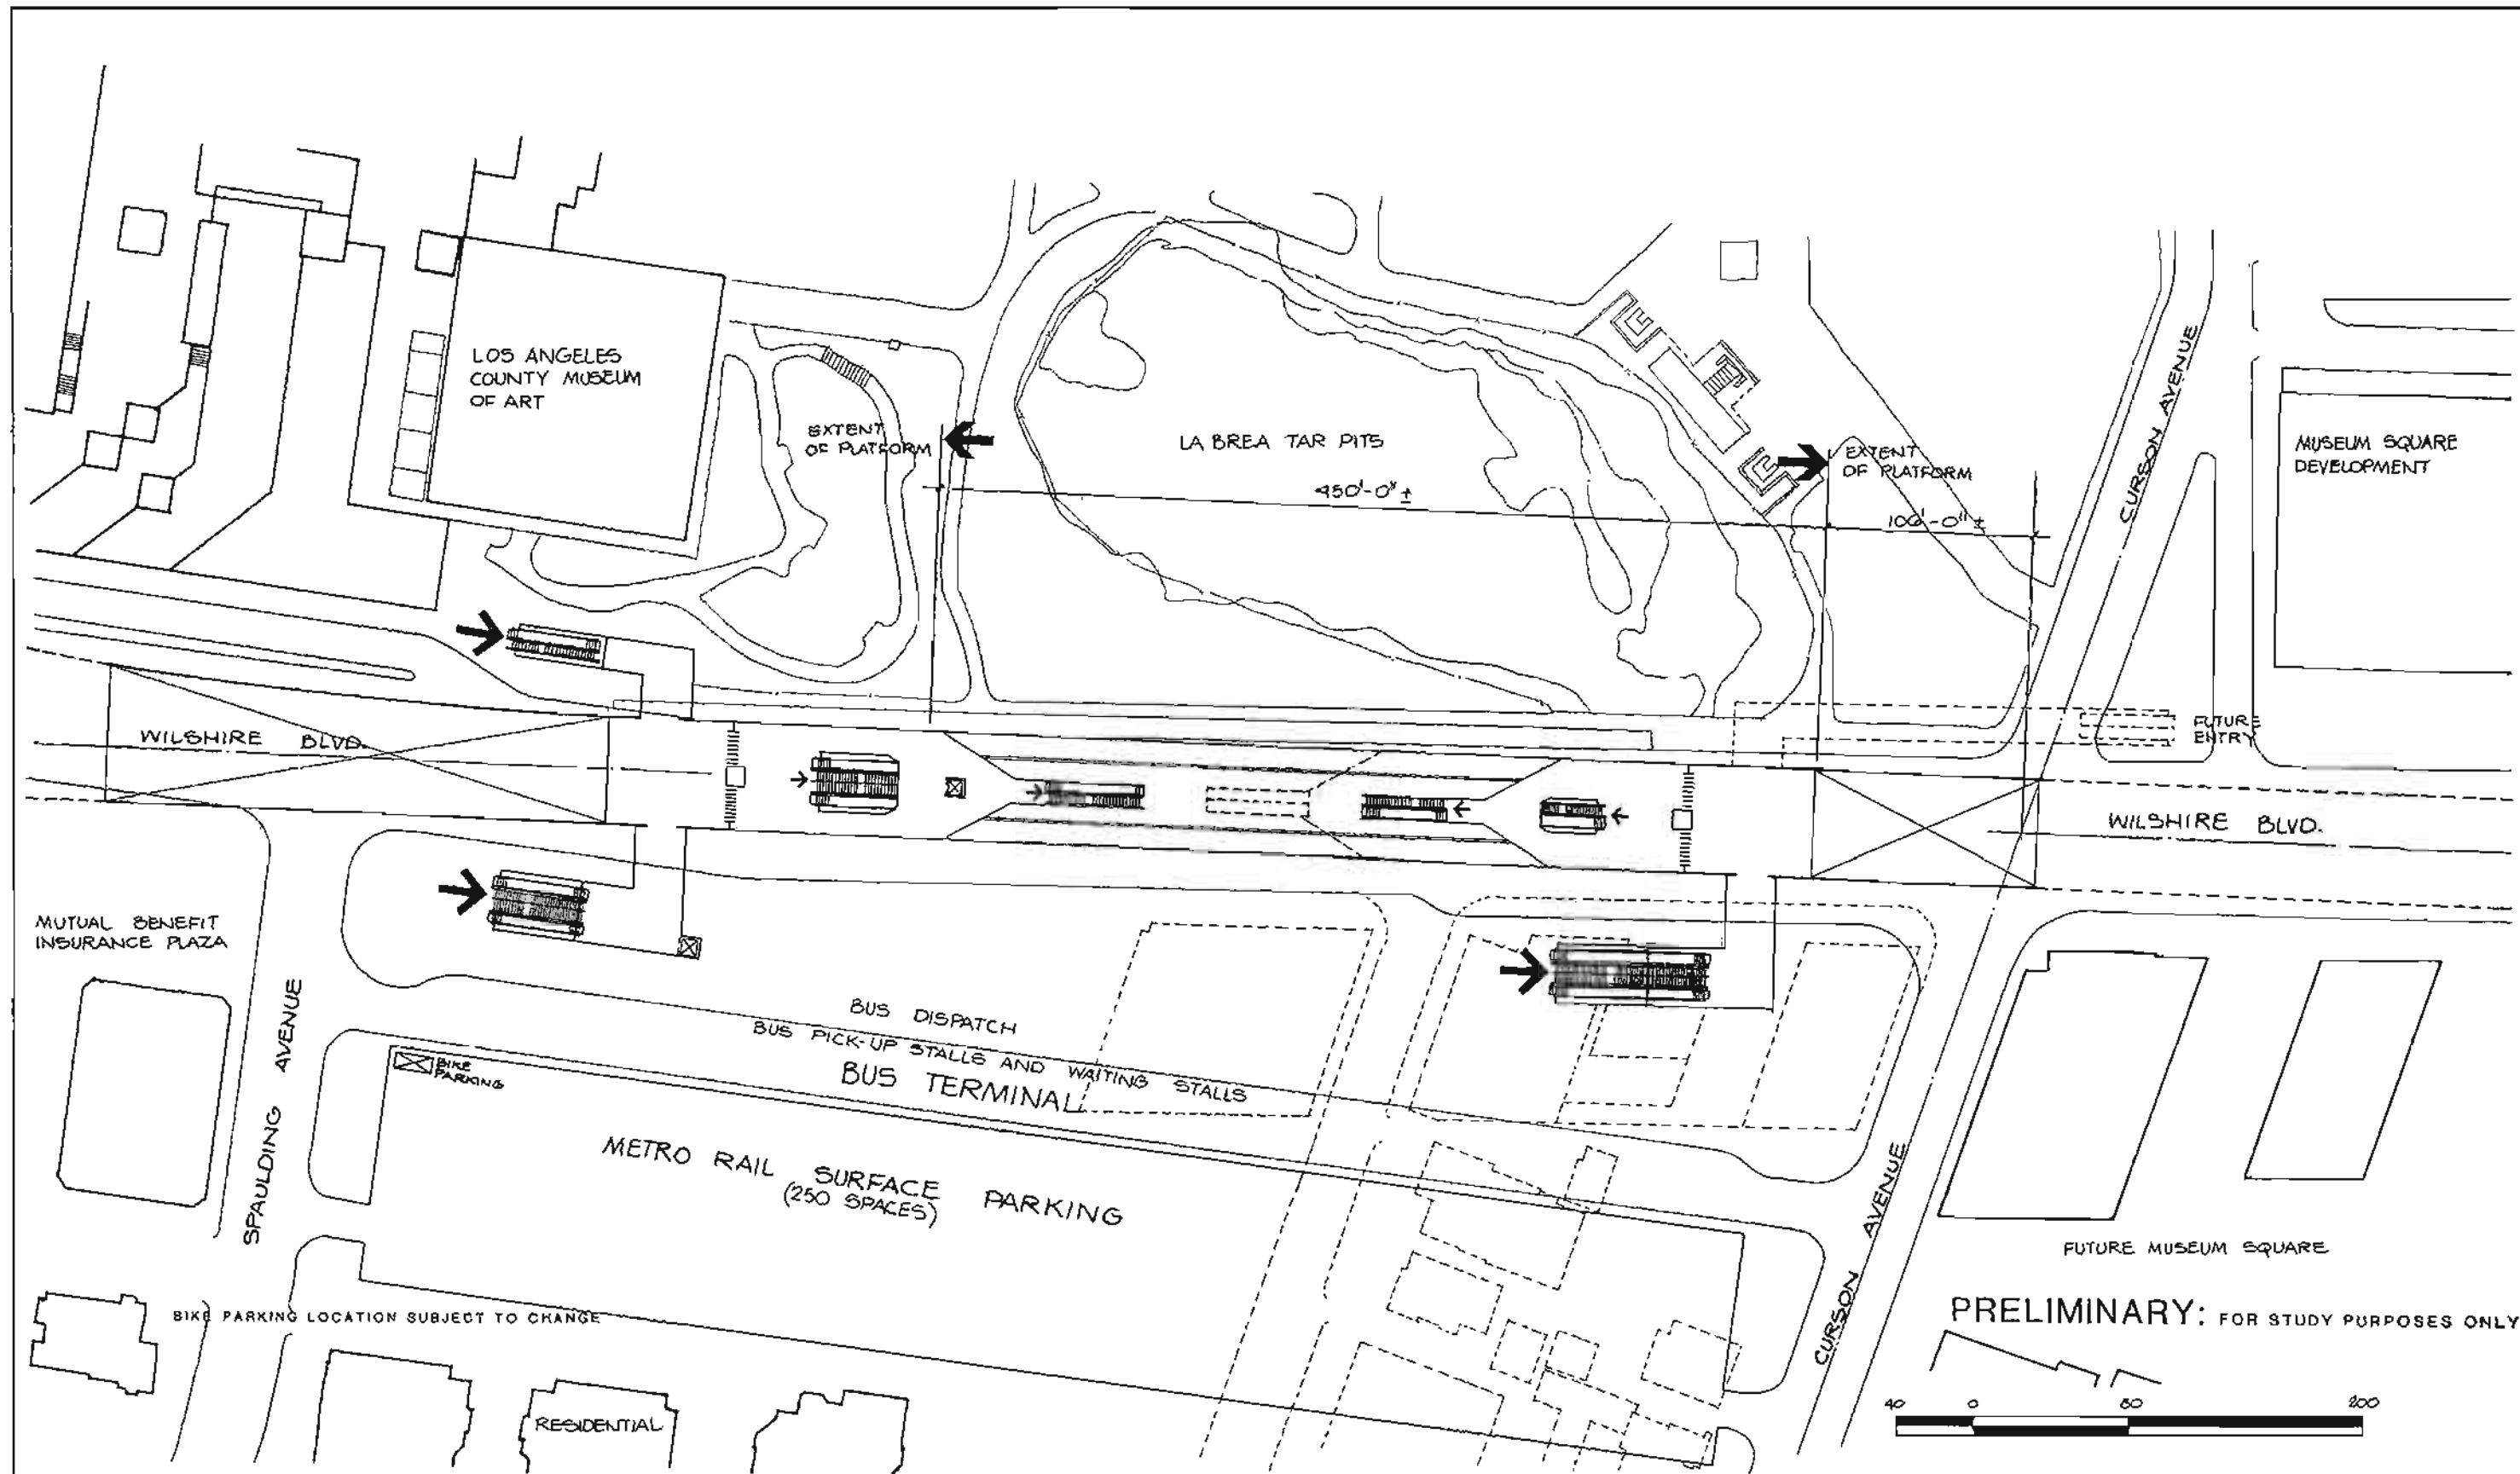 LOS ANGELES
COUNTY MUSEUM
OF ART
EXTENT
OF PLATFORM
LA BREA TAR PITS
450'-0" ±
EXTENT
OF PLATFORM
100'-0" ±
CURSON AVENUE
MUSEUM SQUARE
DEVELOPMENT
WILSHIRE BLVD.
FUTURE
ENTRY
WILSHIRE BLVD.
MUTUAL BENEFIT
INSURANCE PLAZA
SPAULDING AVENUE
BUS DISPATCH
BUS PICK-UP STALLS AND WAITING STALLS
BUS TERMINAL
BIKE
PARKING
METRO RAIL SURFACE PARKING
(250 SPACES)
CURSON AVENUE
FUTURE MUSEUM SQUARE
BIKE PARKING LOCATION SUBJECT TO CHANGE
PRELIMINARY: FOR STUDY PURPOSES ONLY
RESIDENTIAL
40 0 80 200